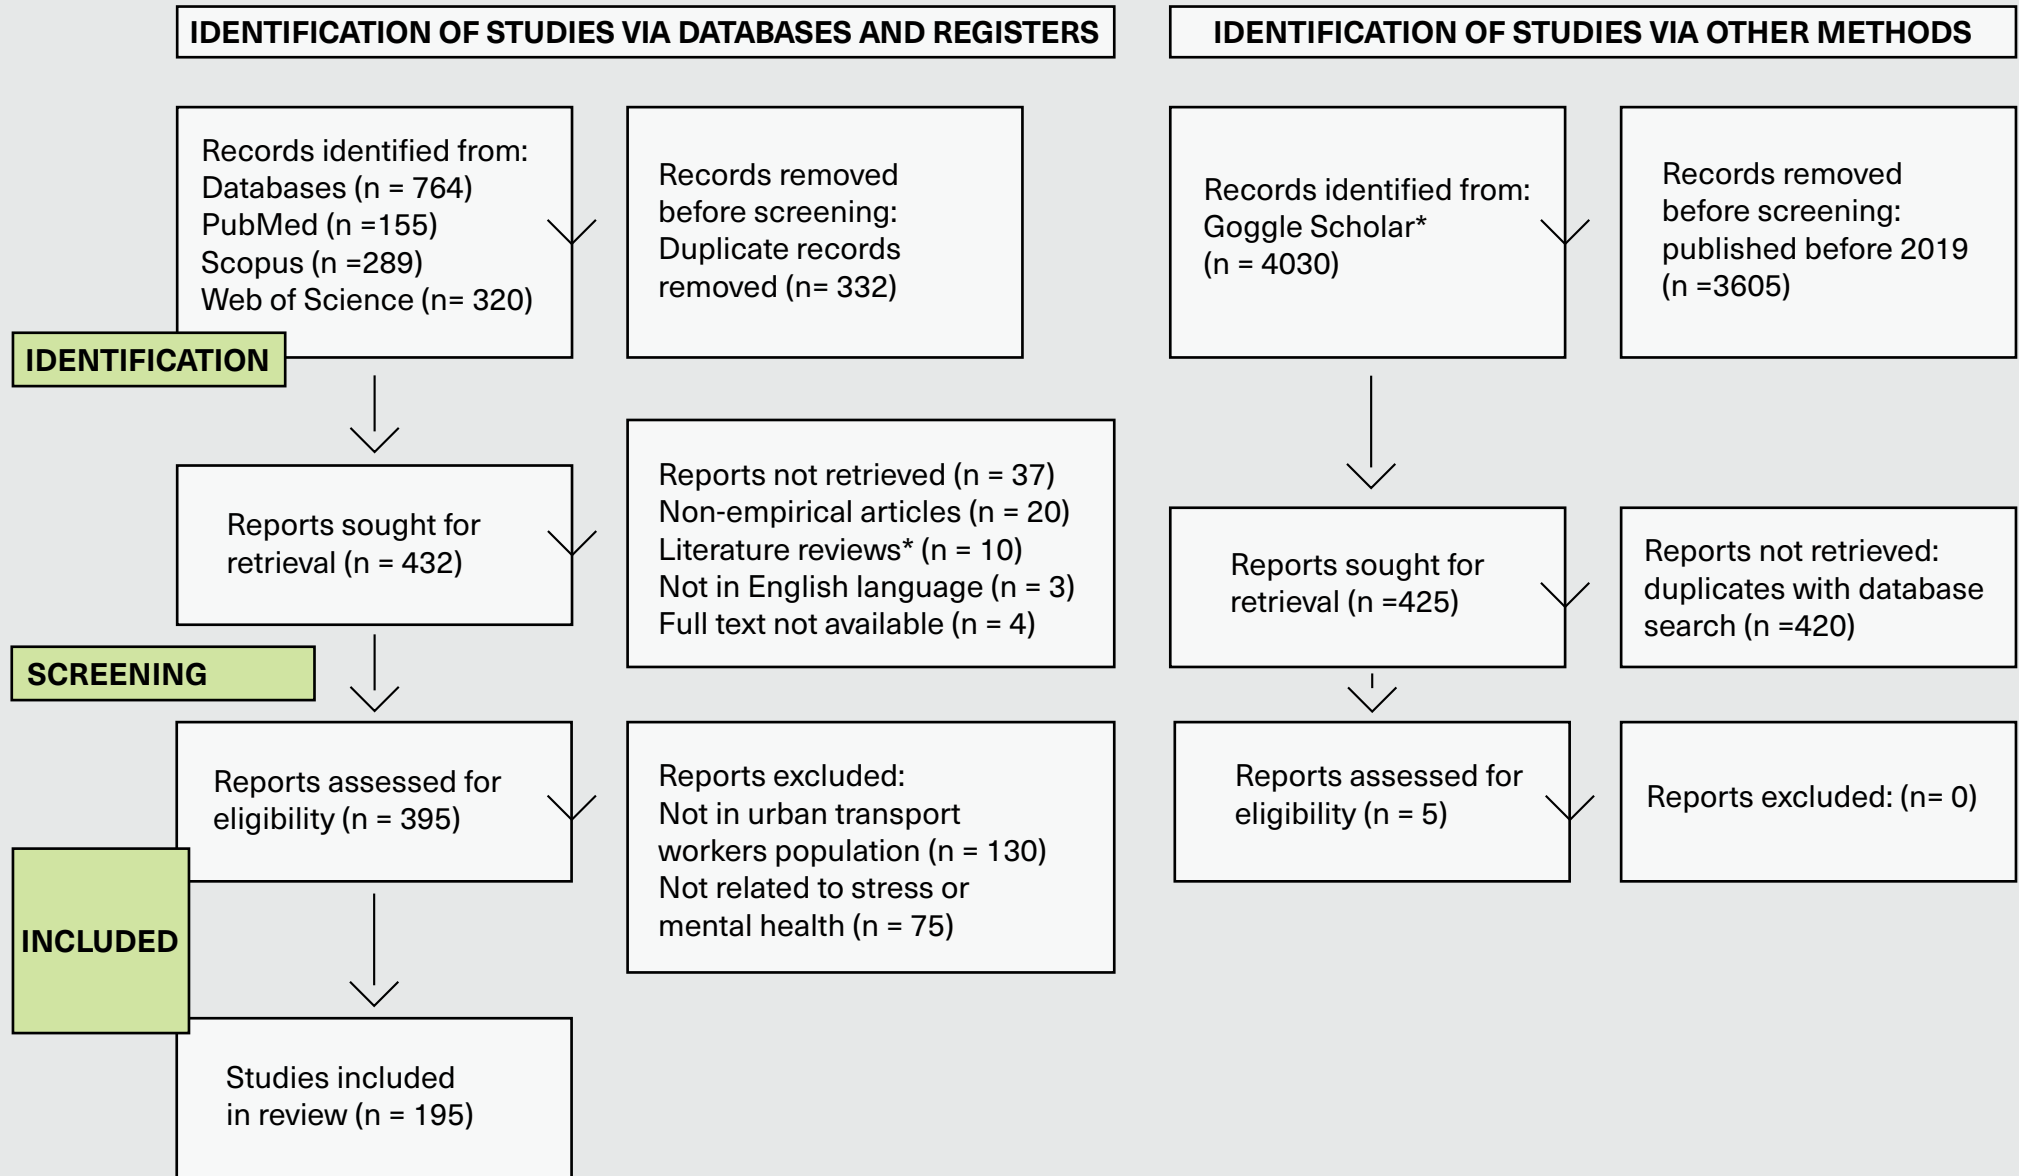 IDENTIFICATION OF STUDIES VIA DATABASES AND REGISTERS
Records identified from:
Databases (n = 764)
PubMed (n =155)
Scopus (n =289)
Web of Science (n= 320)
Records removed
before screening:
Duplicate records
removed (n= 332)
IDENTIFICATION
Reports sought for
retrieval (n = 432)
Reports not retrieved (n = 37)
Non-empirical articles (n = 20)
Literature reviews* (n = 10)
Not in English language (n = 3)
Full text not available (n = 4)
SCREENING
Reports assessed for
eligibility (n = 395)
Reports excluded:
Not in urban transport
workers population (n = 130)
Not related to stress or
mental health (n = 75)
INCLUDED
Studies included
in review (n = 195)
IDENTIFICATION OF STUDIES VIA OTHER METHODS
Records identified from:
Goggle Scholar*
(n = 4030)
Records removed
before screening:
published before 2019
(n =3605)
Reports sought for
retrieval (n =425)
Reports not retrieved:
duplicates with database
search (n =420)
Reports assessed for
eligibility (n = 5)
Reports excluded: (n= 0)